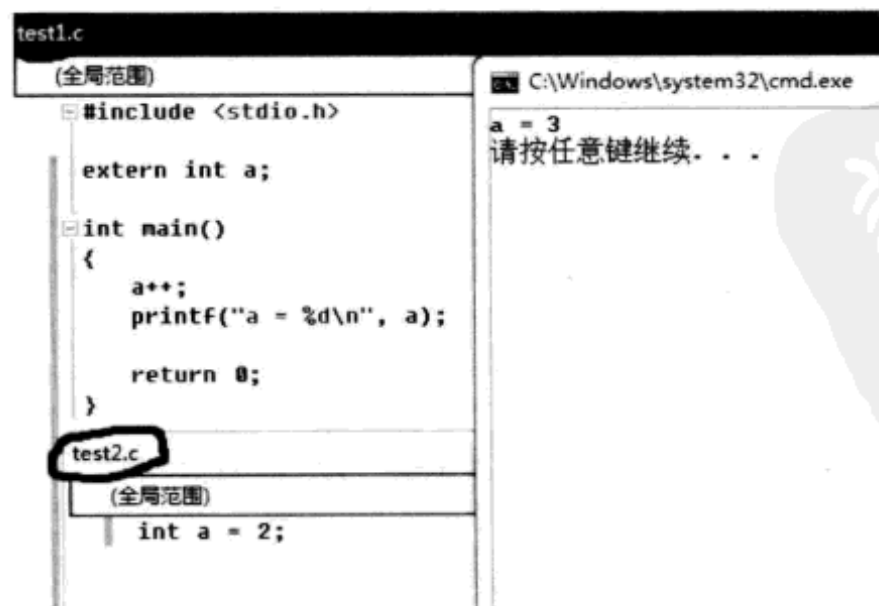 test1.c
(全局范围)
#include <stdio.h>
extern int a;
int main()
{
a++;
printf("a = %d\n", a);
return 0;
}
test2.c
(全局范围)
int a = 2;
C:\Windows\system32\cmd.exe
a = 3
请按任意键继续. . .